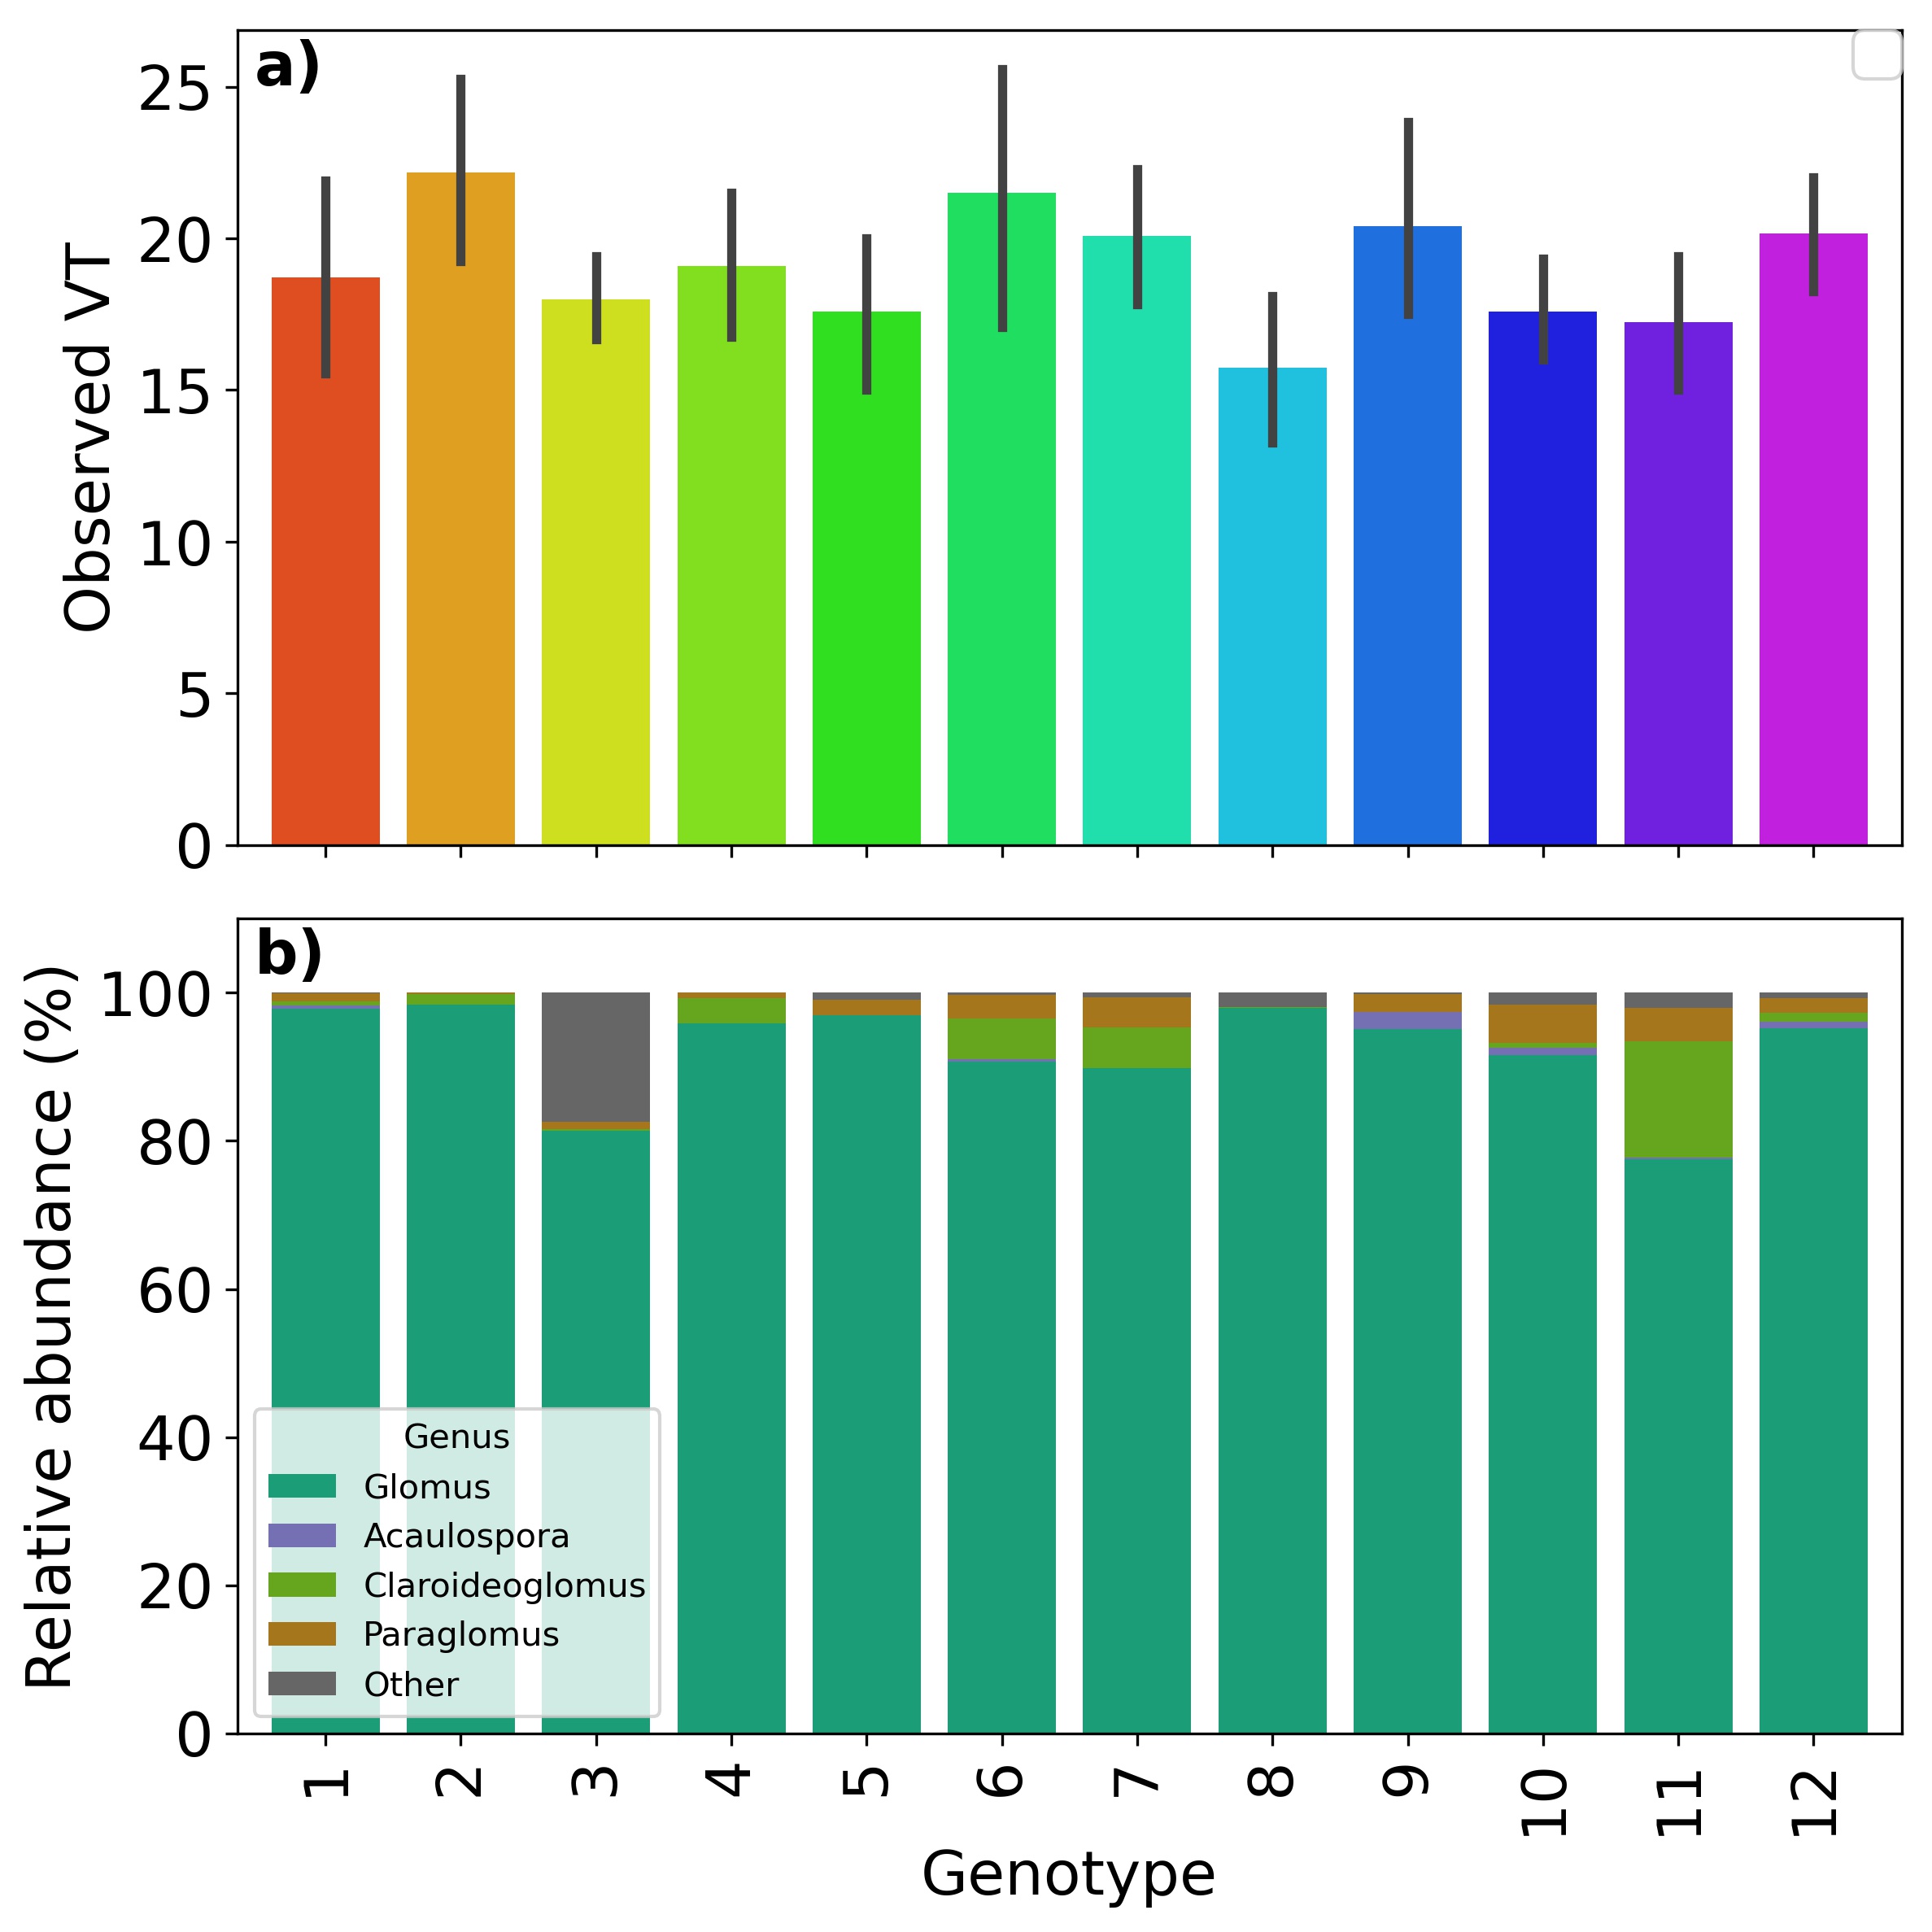 a)
25
20
15
10
5
0
Observed VT
b)
100
80
60
40
20
0
Relative abundance (%)
Genus
Glomus
Acaulospora
Claroideoglomus
Paraglomus
Other
1 2 3 4 5 6 7 8 9 10 11 12
Genotype